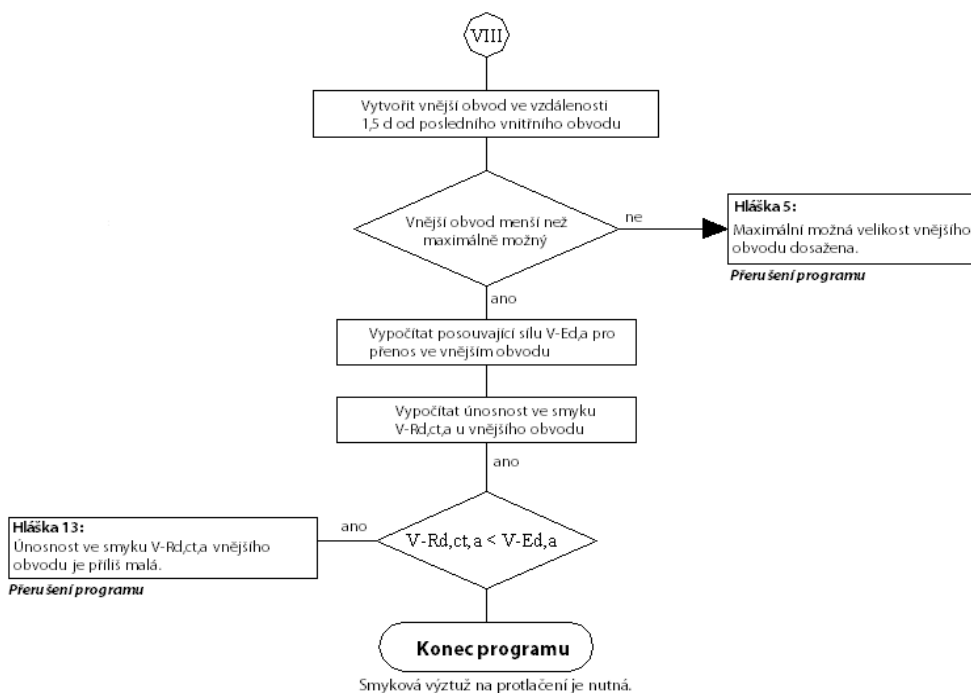 VIII
Vytvořit vnější obvod ve vzdálenosti
1,5 d od posledního vnitřního obvodu
Vnější obvod menší než
maximálně možný
ne
Hláška 5:
Maximální možná velikost vnějšího
obvodu dosažena.
Přerušení programu
ano
Vypočítat posouvající sílu V-Ed,a pro
přenos ve vnějším obvodu
Vypočítat únosnost ve smyku
V-Rd,ct,a u vnějšího obvodu
ano
V-Rd,ct,a < V-Ed,a
ano
Hláška 13:
Únosnost ve smyku V-Rd,ct,a vnějšího
obvodu je příliš malá.
Přerušení programu
Konec programu
Smyková výztuž na protlačení je nutná.